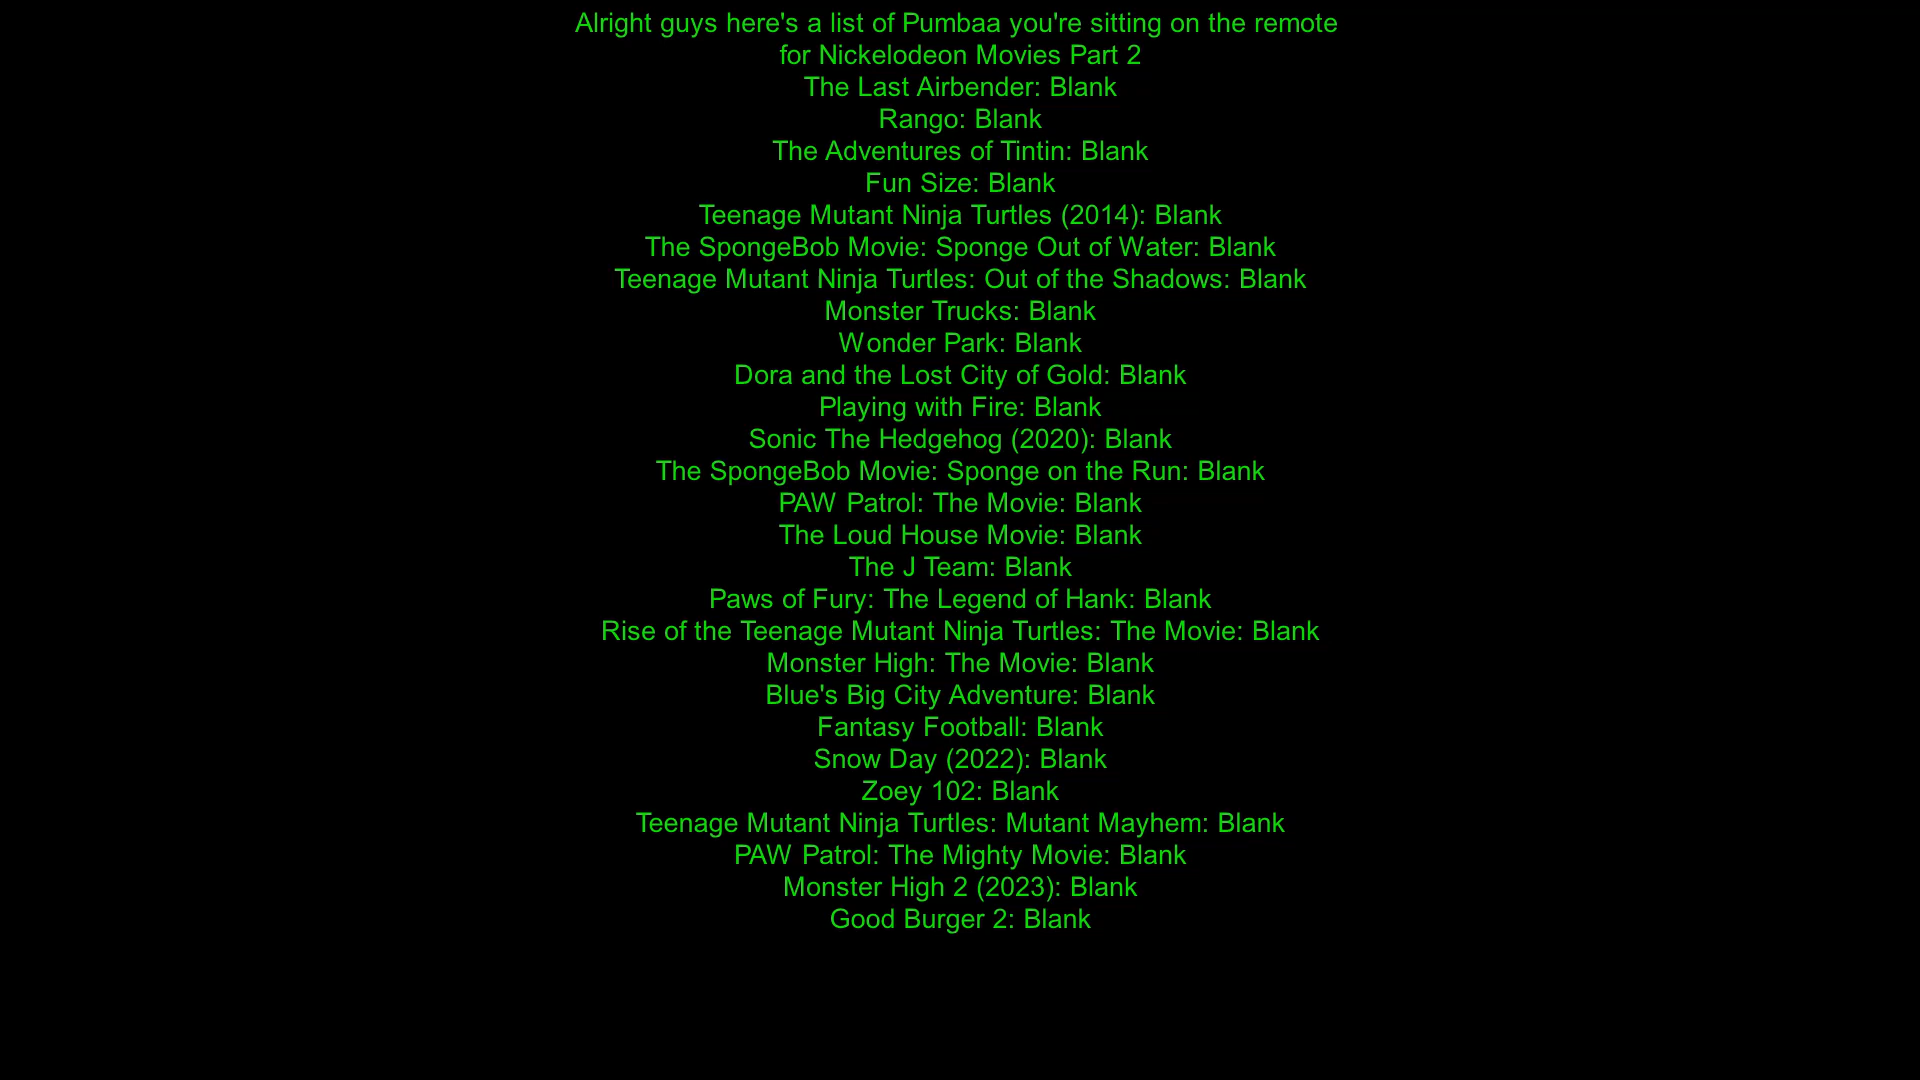 Alright guys here's a list of Pumbaa you're sitting on the remote
for Nickelodeon Movies Part 2
The Last Airbender: Blank
Rango: Blank
The Adventures of Tintin: Blank
Fun Size: Blank
Teenage Mutant Ninja Turtles (2014): Blank
The SpongeBob Movie: Sponge Out of Water: Blank
Teenage Mutant Ninja Turtles: Out of the Shadows: Blank
Monster Trucks: Blank
Wonder Park: Blank
Dora and the Lost City of Gold: Blank
Playing with Fire: Blank
Sonic The Hedgehog (2020): Blank
The SpongeBob Movie: Sponge on the Run: Blank
PAW Patrol: The Movie: Blank
The Loud House Movie: Blank
The J Team: Blank
Paws of Fury: The Legend of Hank: Blank
Rise of the Teenage Mutant Ninja Turtles: The Movie: Blank
Monster High: The Movie: Blank
Blue's Big City Adventure: Blank
Fantasy Football: Blank
Snow Day (2022): Blank
Zoey 102: Blank
Teenage Mutant Ninja Turtles: Mutant Mayhem: Blank
PAW Patrol: The Mighty Movie: Blank
Monster High 2 (2023): Blank
Good Burger 2: Blank